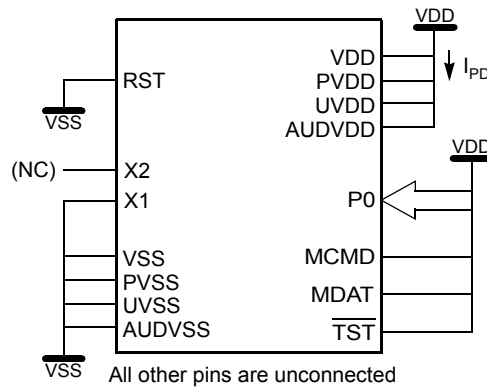 VDD
VDD
PVDD
UVDD
AUDVDD
I PD
RST
VSS
VDD
(NC)
X2
X1
P0
VSS
PVSS
UVSS
AUDVSS
MCMD
MDAT
TST
VSS
All other pins are unconnected